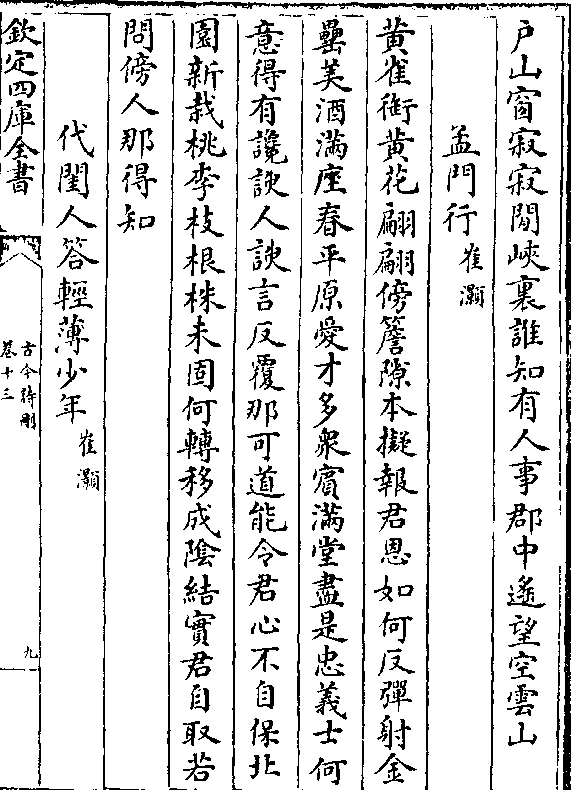 戸山窗寂寂閒峽裏誰知有人事郡中遙望空雲山
孟門行崔灝
黄雀銜黄花翩翩傍簷隙本擬報君恩如何反彈射金
罍美酒滿座春平原愛才多衆賓滿堂盡是忠義士何
意得有讒諛人諛言反覆那可道能令君心不自保北
園新栽桃李枝根株未固何轉移成陰結實君自取若
問傍人那得知
代閨人答輕薄少年崔灝
欽定四庫全書
古今詩刪
卷十三
九